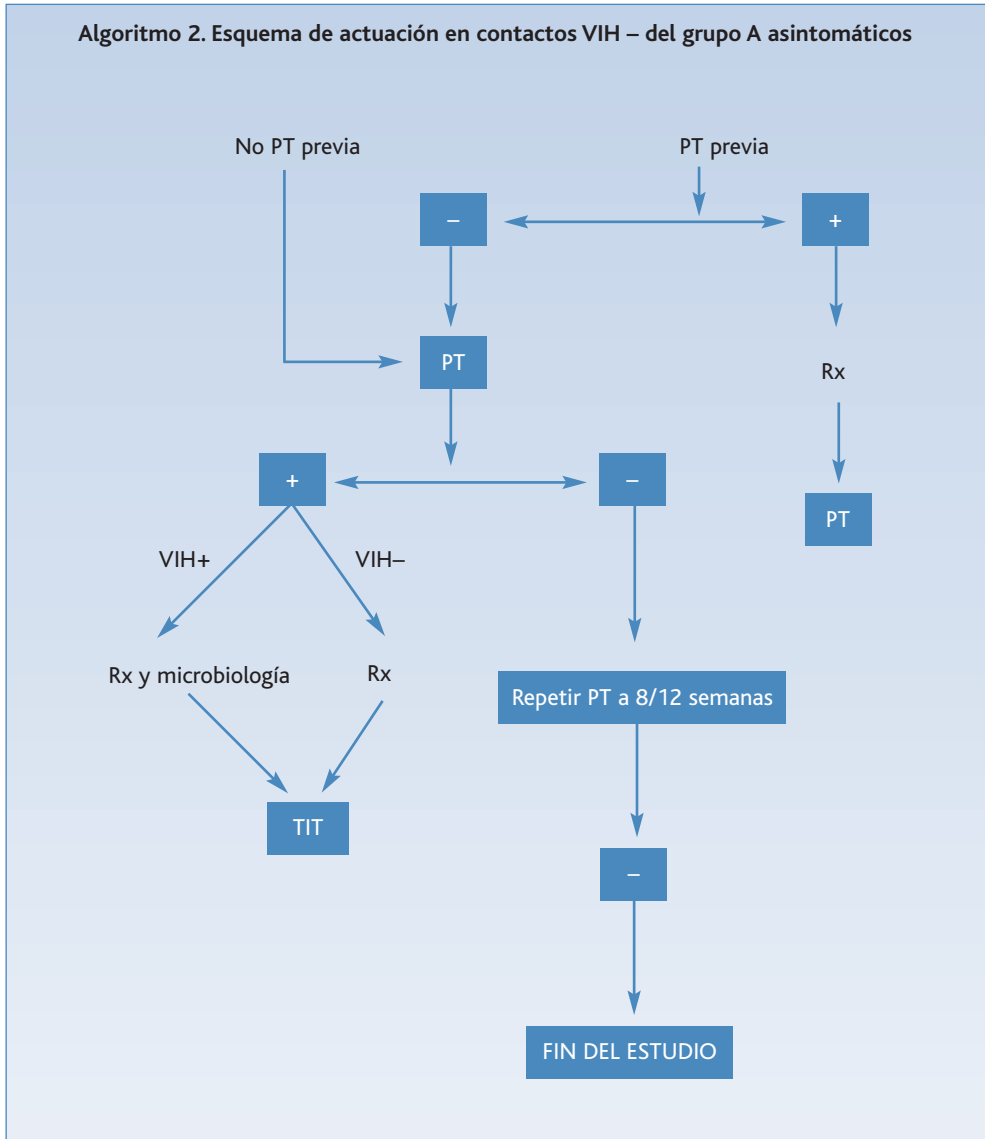 Algoritmo 2. Esquema de actuación en contactos VIH – del grupo A asintomáticos
No PT previa
PT previa
–
+
PT
Rx
+
–
PT
VIH+
VIH–
Rx y microbiología
Rx
Repetir PT a 8/12 semanas
TIT
–
FIN DEL ESTUDIO